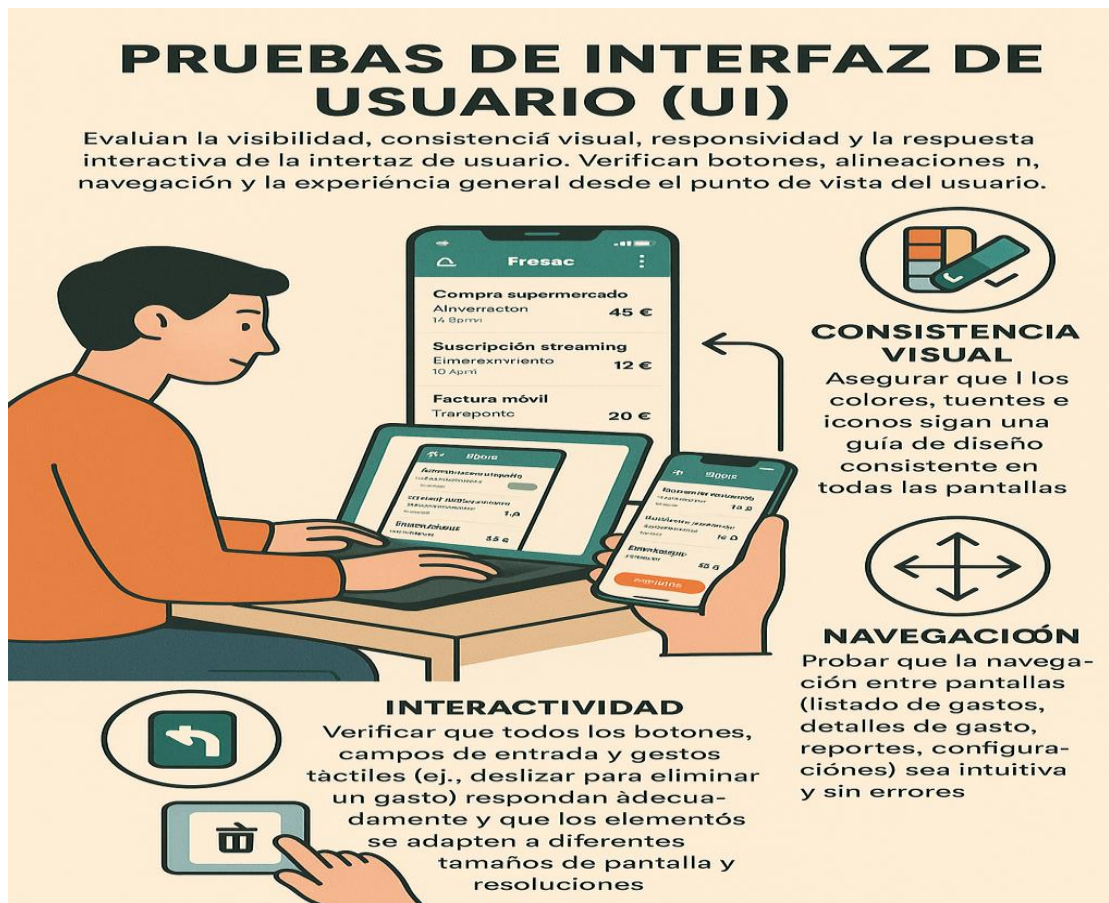 PRUEBAS DE INTERFAZ DE
USUARIO (UI)
Evaluan la visibilidad, consistenciá visual, responsividad y la respuesta
interactiva de la intertaz de usuario. Verifican botones, alineaciones n,
navegación y la experiéncia general desde el punto de vista del usuario.
Fresac
Compra supermercado
Alnverracton
45 €
14 8pmvi
Suscripción streaming
Eimerexnvriento
12 €
10 Apml
Factura móvil
Trarepontc
20 €
CONSISTENCIA
VISUAL
Asegurar que l los
colores, tuentes e
iconos sigan una
guía de diseño
consistente en
todas las pantallas
NAVEGACIOÓN
Probar que la navega-
ción entre pantallas
(listado de gastos,
detalles de gasto,
reportes, configura-
ciónes) sea intuitiva
y sin errores
INTERACTIVIDAD
Verificar que todos los botones,
campos de entrada y gestos
tàctiles (ej., deslizar para eliminar
un gasto) respondan àdecua-
damente y que los elementós
se adapten a diferentes
tamaños de pantalla y
resoluciones